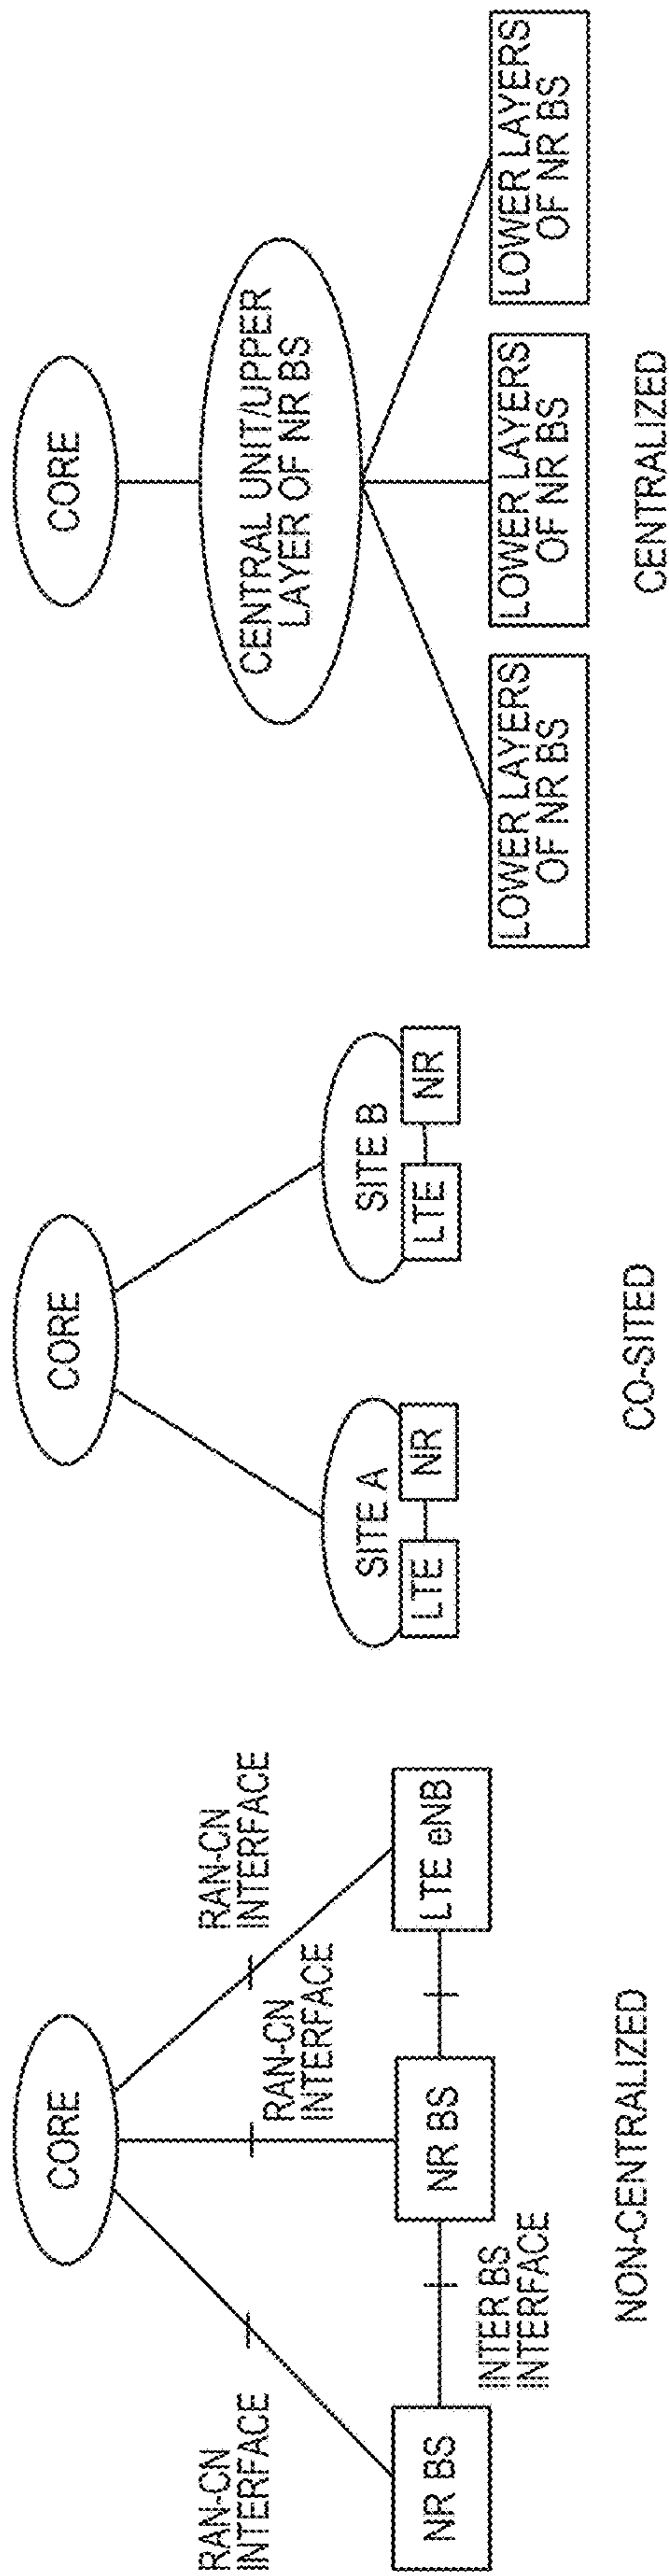 CORE
RAN-CN
INTERFACE
RAN-CN
INTERFACE
RAN-CN
INTERFACE
NR BS
NR BS
LTE eNB
INTER BS
INTERFACE
NON-CENTRALIZED
CORE
SITE A
LTE
NR
SITE B
LTE
NR
CO-SITED
CORE
CENTRAL UNIT/UPPER
LAYER OF NR BS
LOWER LAYERS
OF NR BS
LOWER LAYERS
OF NR BS
LOWER LAYERS
OF NR BS
CENTRALIZED